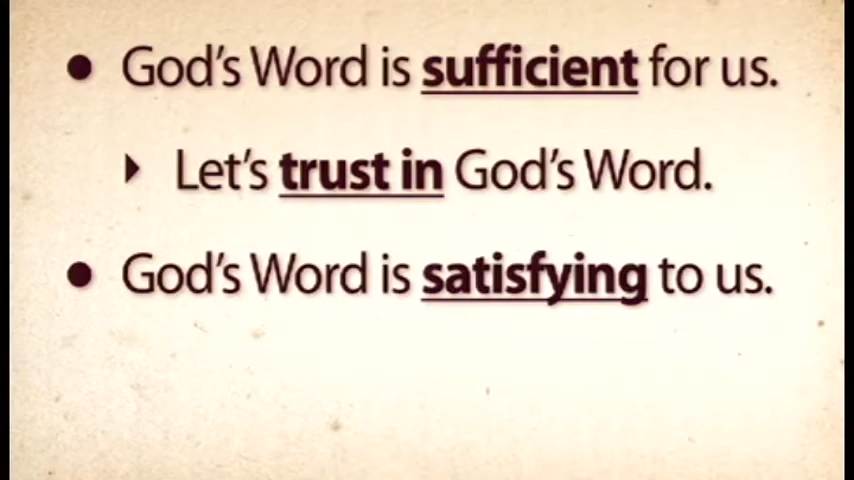 ● God's Word is sufficient for us.
▸ Let's trust in God's Word.
● God's Word is satisfying to us.